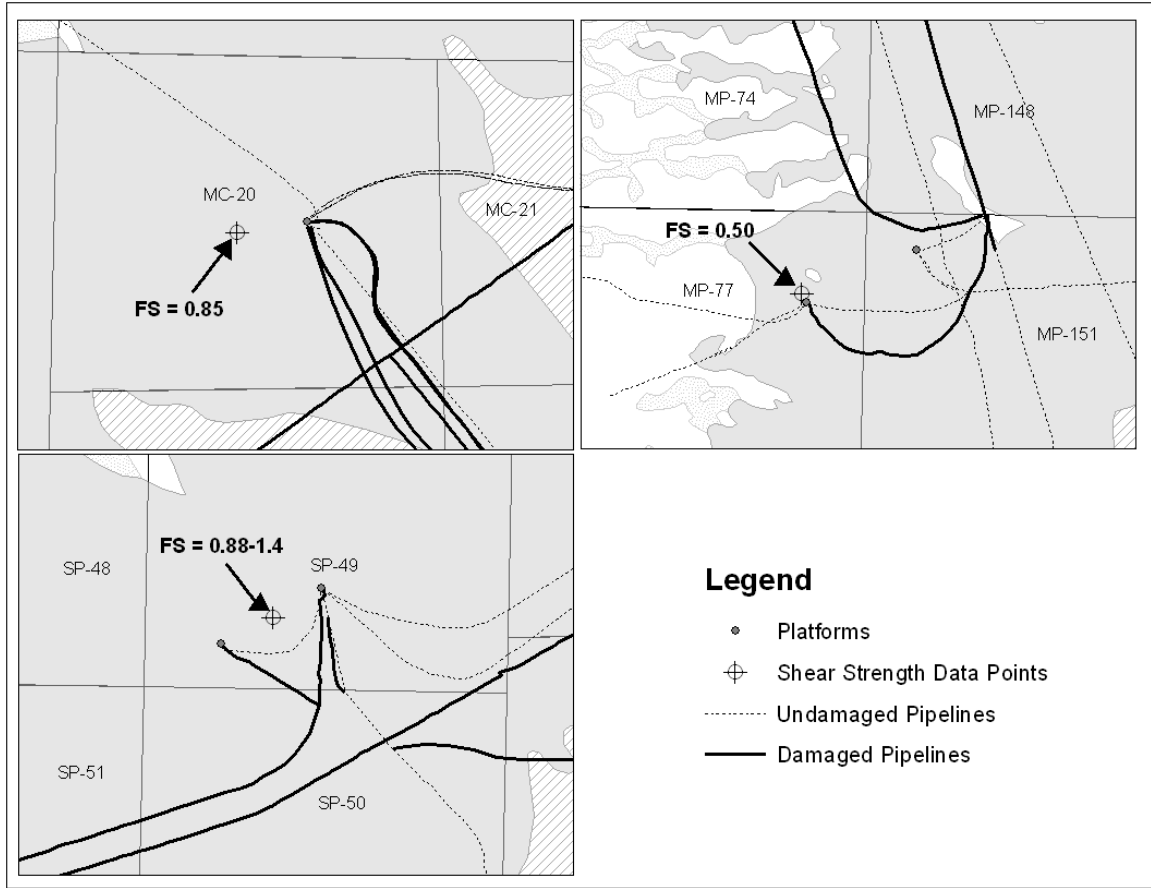 MC-20
MC-21
FS = 0.85
MP-74
MP-148
FS = 0.50
MP-77
MP-151
FS = 0.88-1.4
SP-48
SP-49
SP-51
SP-50
Legend
Platforms
Shear Strength Data Points
Undamaged Pipelines
Damaged Pipelines